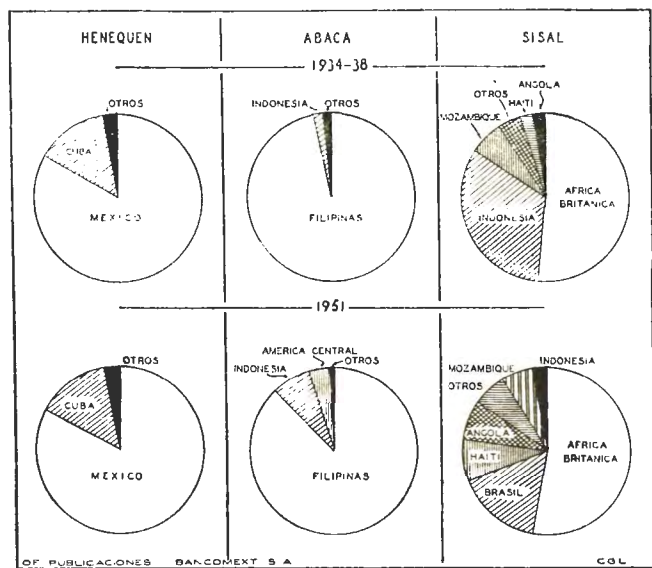 HENEQUEN ABACA SISAL
1934-38
OTROS
CUBA
MEXICO
INDONESIA OTROS
FILIPINAS
ANGOLA
HAITI
OTROS
MOZAMBIQUE
INDONESIA
AFRICA
BRITANICA
1951
OTROS
CUBA
MEXICO
AMERICA CENTRAL
INDONESIA OTROS
FILIPINAS
MOZAMBIQUE INDONESIA
OTROS
ANGOLA
HAITI
BRASIL
AFRICA
BRITANICA
OF PUBLICACIONES BANCOMEXT S A CGL